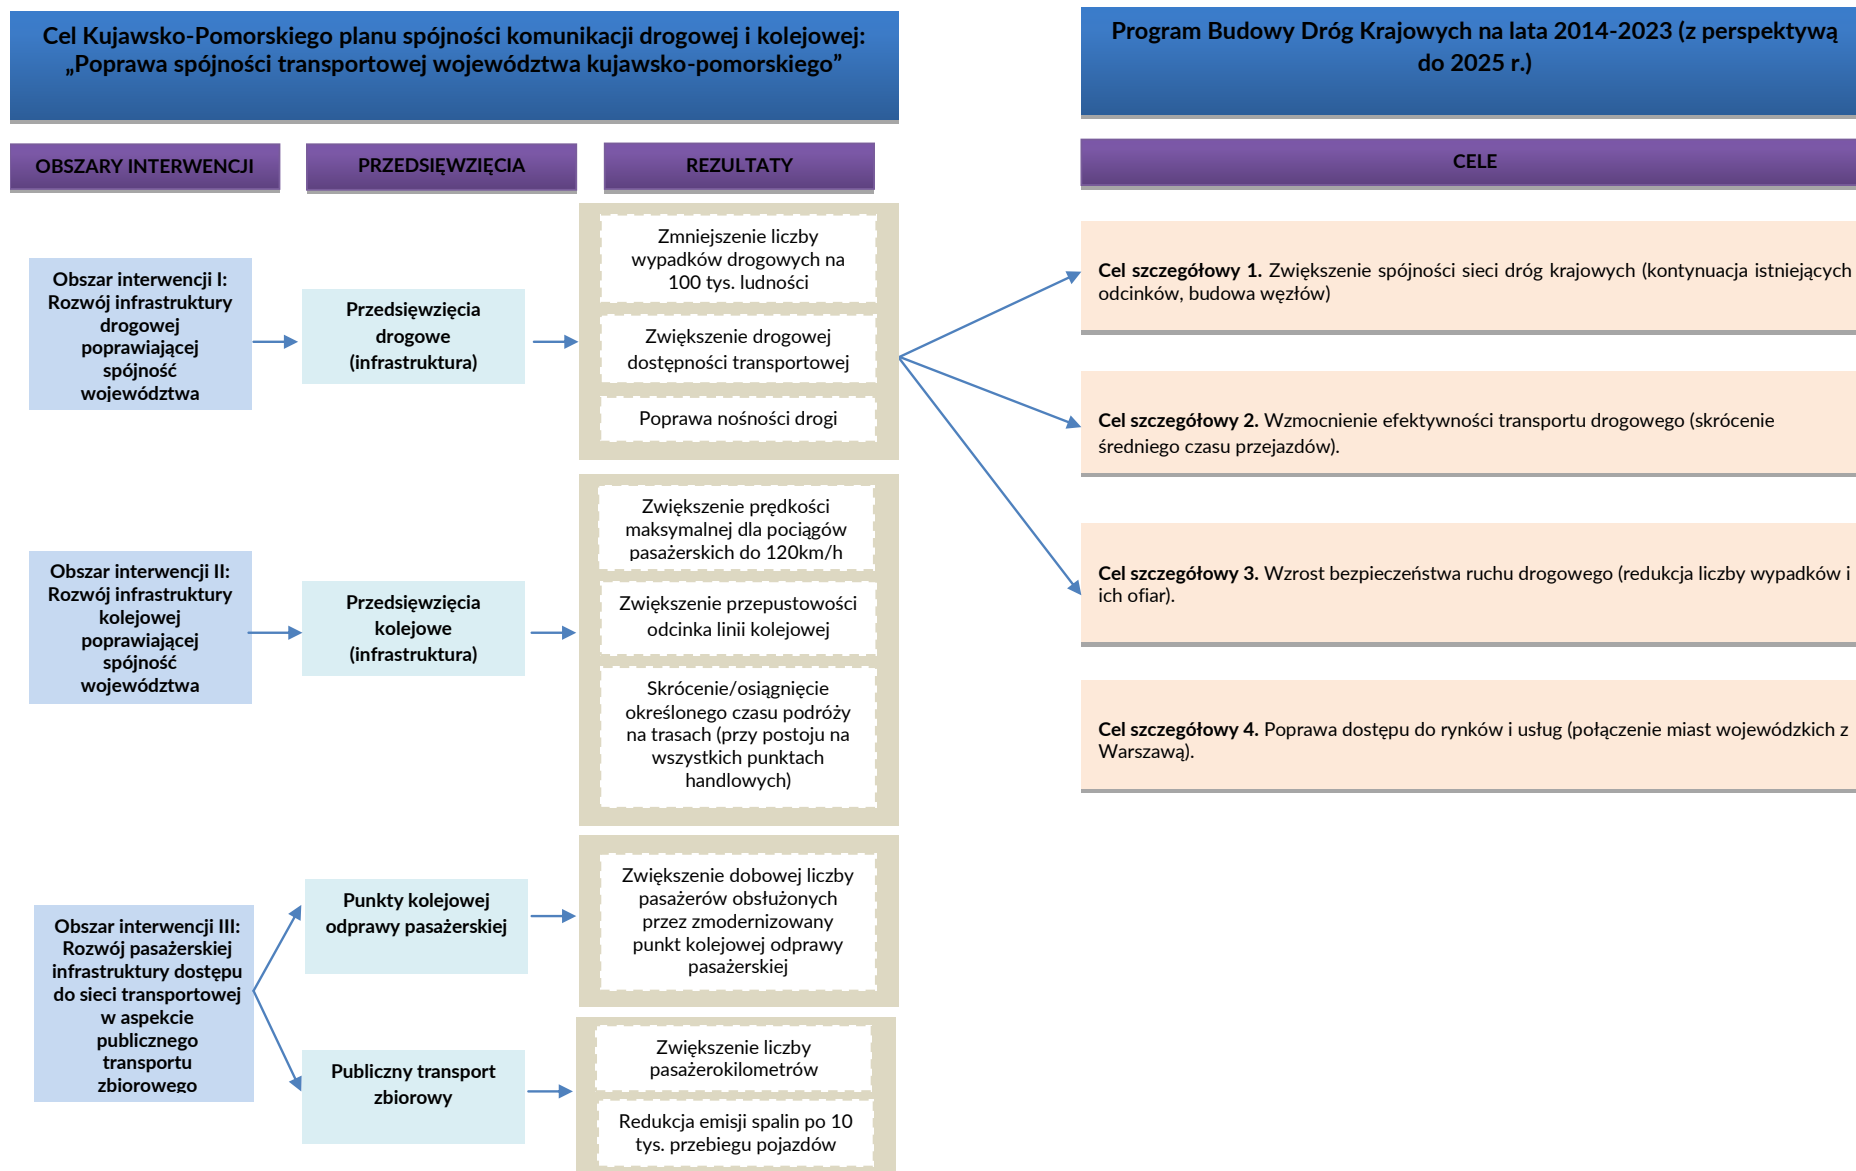 Cel Kujawsko-Pomorskiego planu spójności komunikacji drogowej i kolejowej:
„Poprawa spójności transportowej województwa kujawsko-pomorskiego”
Program Budowy Dróg Krajowych na lata 2014-2023 (z perspektywą
do 2025 r.)
OBSZARY INTERWENCJI
PRZEDSIĘWZIĘCIA
REZULTATY
CELE
Obszar interwencji I:
Rozwój infrastruktury
drogowej
poprawiającej
spójność
województwa
Przedsięwzięcia
drogowe
(infrastruktura)
Zmniejszenie liczby
wypadków drogowych na
100 tys. ludności
Zwiększenie drogowej
dostępności transportowej
Poprawa nośności drogi
Cel szczegółowy 1. Zwiększenie spójności sieci dróg krajowych (kontynuacja istniejących
odcinków, budowa węzłów)
Cel szczegółowy 2. Wzmocnienie efektywności transportu drogowego (skrócenie
średniego czasu przejazdów).
Cel szczegółowy 3. Wzrost bezpieczeństwa ruchu drogowego (redukcja liczby wypadków i
ich ofiar).
Cel szczegółowy 4. Poprawa dostępu do rynków i usług (połączenie miast wojewódzkich z
Warszawą).
Obszar interwencji II:
Rozwój infrastruktury
kolejowej
poprawiającej
spójność
województwa
Przedsięwzięcia
kolejowe
(infrastruktura)
Zwiększenie prędkości
maksymalnej dla pociągów
pasażerskich do 120km/h
Zwiększenie przepustowości
odcinka linii kolejowej
Skrócenie/osiągnięcie
określonego czasu podróży
na trasach (przy postoju na
wszystkich punktach
handlowych)
Obszar interwencji III:
Rozwój pasażerskiej
infrastruktury dostępu
do sieci transportowej
w aspekcie
publicznego
transportu
zbiorowego
Punkty kolejowej
odprawy pasażerskiej
Zwiększenie dobowej liczby
pasażerów obsłużonych
przez zmodernizowany
punkt kolejowej odprawy
pasażerskiej
Publiczny transport
zbiorowy
Zwiększenie liczby
pasażerokilometrów
Redukcja emisji spalin po 10
tys. przebiegu pojazdów